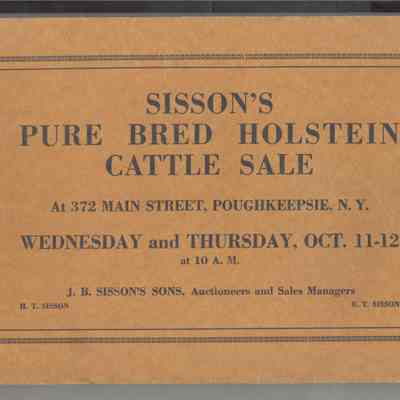 SISSON'S
PURE BRED HOLSTEIN
CATTLE SALE
At 372 MAIN STREET, POUGHKEEPSIE, N. Y.
WEDNESDAY and THURSDAY, OCT. 11-12
at 10 A. M.
J. B. SISSON'S SONS, Auctioneers and Sales Managers
H. T. SISSON